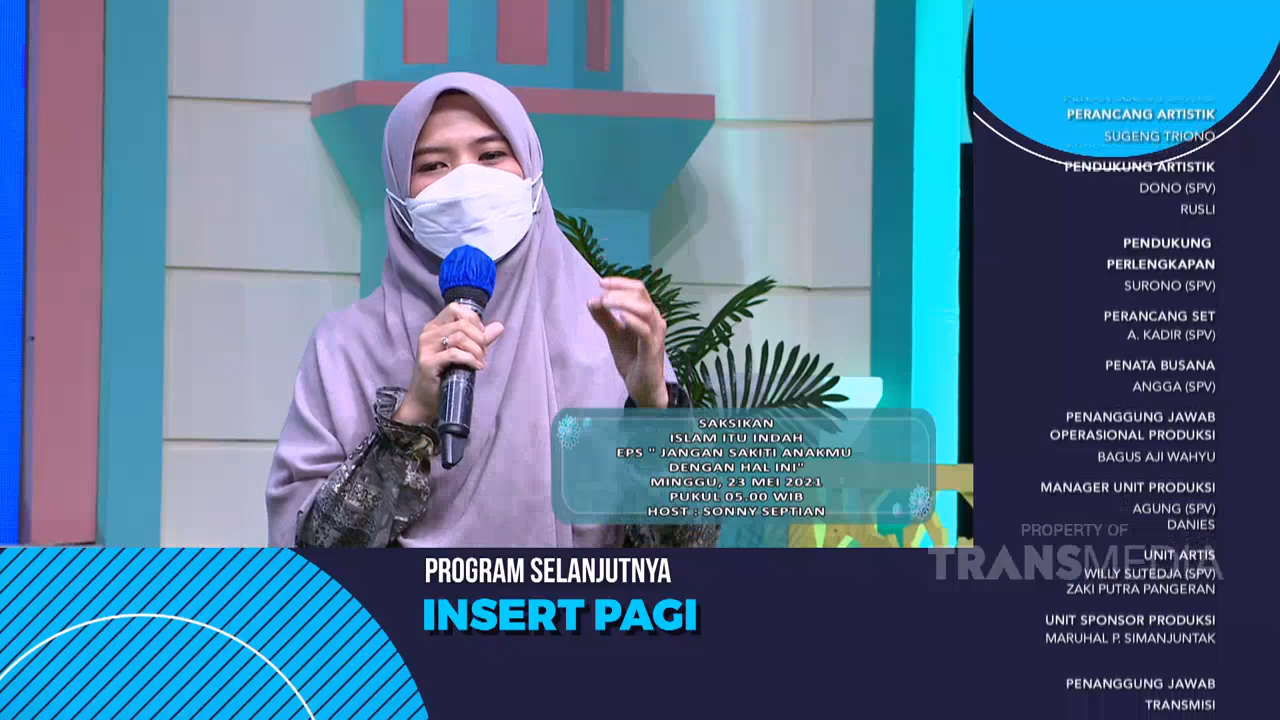 SAKSIKAN
ISLAM ITU INDAH
EPS " JANGAN SAKITI ANAKMU
DENGAN HAL INI"
MINGGU, 23 MEI 2021
PUKUL 05.00 WIB
HOST : SONNY SEPTIAN
PROGRAM SELANJUTNYA
INSERT PAGI
PERANCANG ARTISTIK
SUGENG TRIONO
PENDUKUNG ARTISTIK
DONO (SPV)
RUSLI
PENDUKUNG
PERLENGKAPAN
SURONO (SPV)
PERANCANG SET
A. KADIR (SPV)
PENATA BUSANA
ANGGA (SPV)
PENANGGUNG JAWAB
OPERASIONAL PRODUKSI
BAGUS AJI WAHYU
MANAGER UNIT PRODUKSI
AGUNG (SPV)
DANIES
PROPERTY OF
TRANSMEDIA
UNIT ARTIS
WILLY SUTEDJA (SPV)
ZAKI PUTRA PANGERAN
UNIT SPONSOR PRODUKSI
MARUHAL P. SIMANJUNTAK
PENANGGUNG JAWAB
TRANSMISI